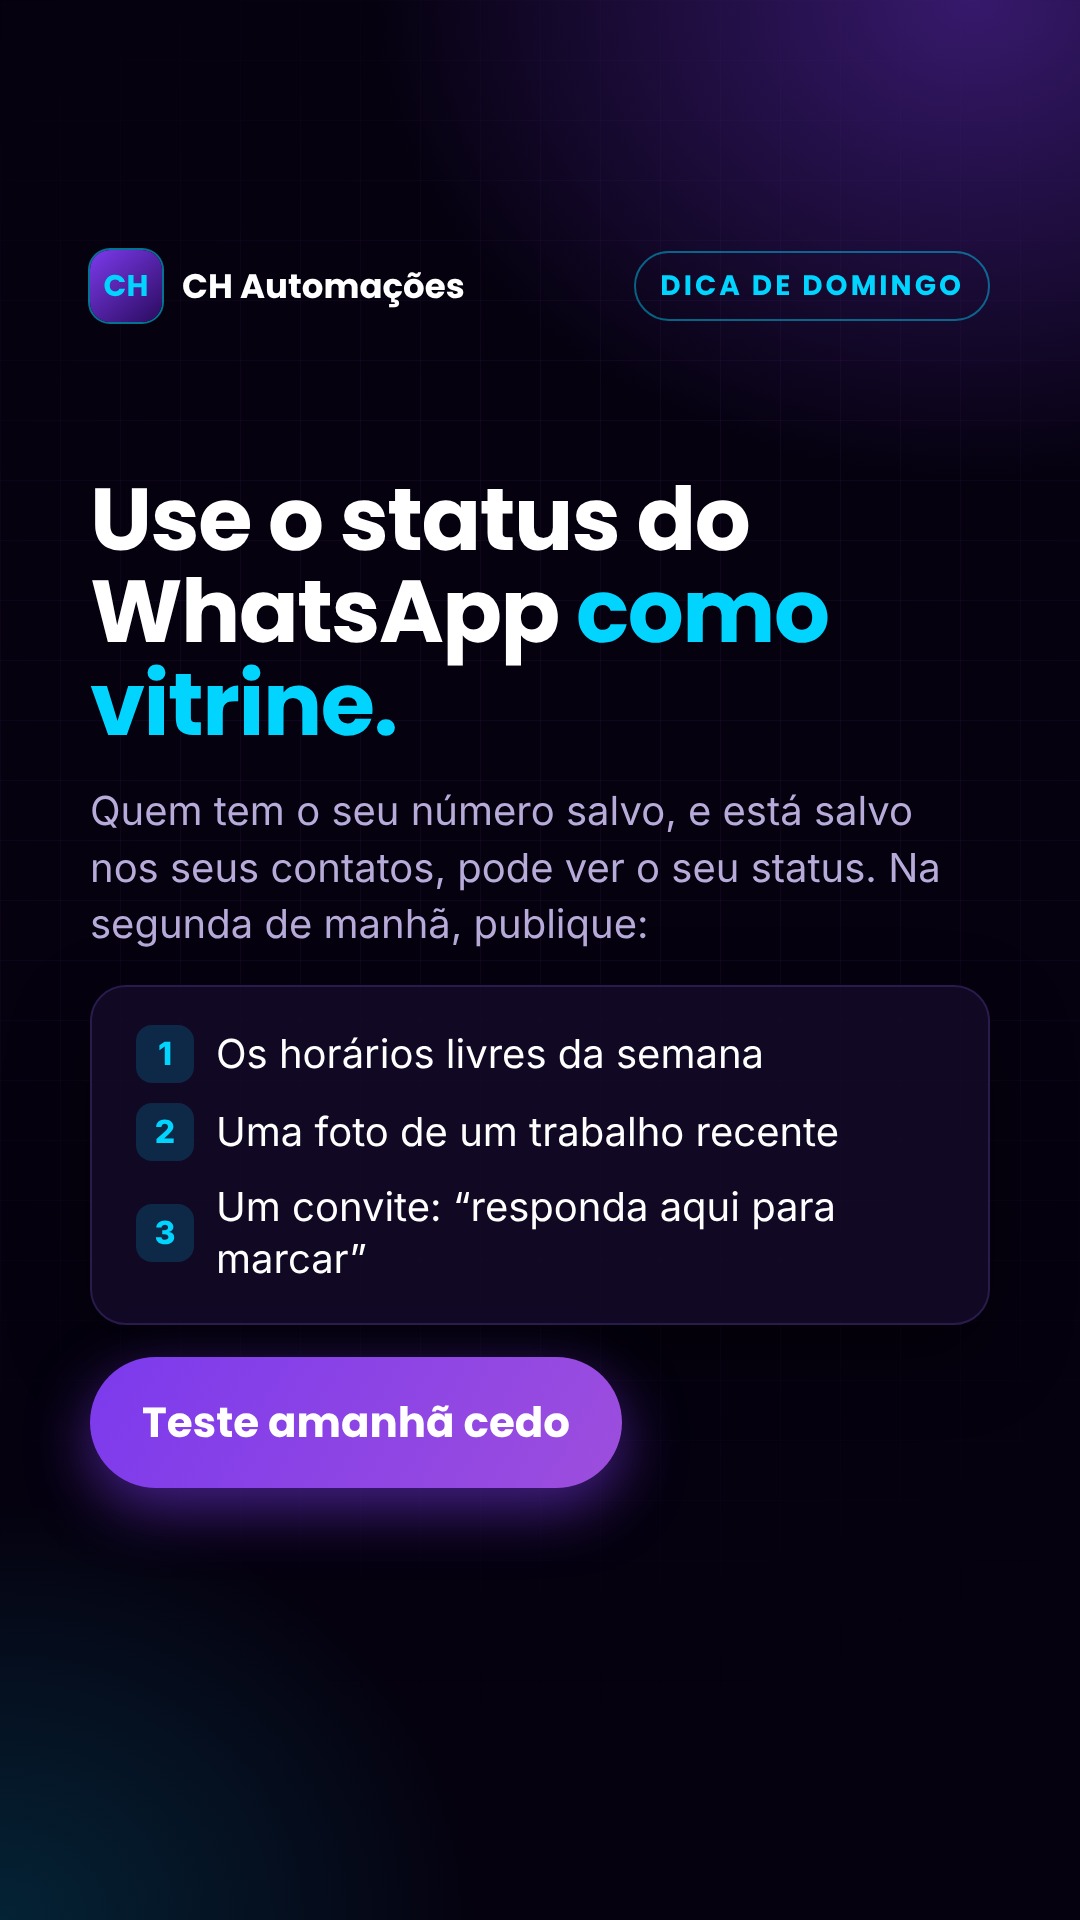 CH
CH Automações
DICA DE DOMINGO
Use o status do
WhatsApp como
vitrine.
Quem tem o seu número salvo, e está salvo
nos seus contatos, pode ver o seu status. Na
segunda de manhã, publique:
1 Os horários livres da semana
2 Uma foto de um trabalho recente
3 Um convite: “responda aqui para
marcar”
Teste amanhã cedo